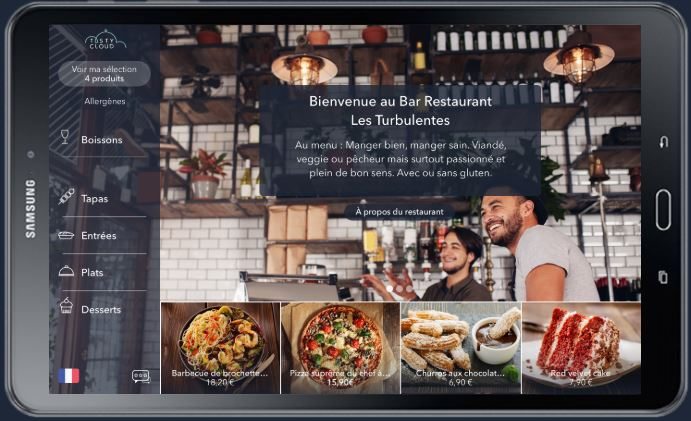 SAMSUNG
TASTY
CLOUD
Voir ma sélection
4 produits
Allergènes
Boissons
Tapas
Entrées
Plats
Desserts
Bienvenue au Bar Restaurant
Les Turbulentes
Au menu : Manger bien, manger sain. Viandé,
veggie ou pêcheur mais surtout passionné et
plein de bon sens. Avec ou sans gluten.
À propos du restaurant
Barbecue de brochette...
18,20 €
Pizza suprême du chef à...
15,90€
Churros aux chocolat...
6,90 €
Red velvet cake
7,90 €